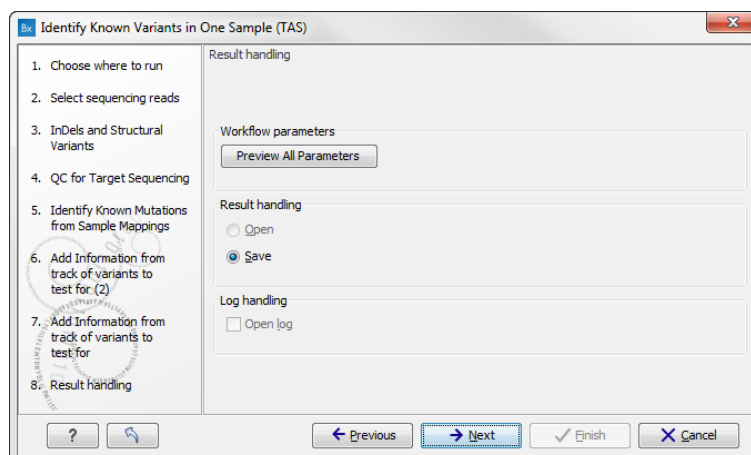 Bx Identify Known Variants in One Sample (TAS)
1. Choose where to run
2. Select sequencing reads
3. InDels and Structural
Variants
4. QC for Target Sequencing
5. Identify Known Mutations
from Sample Mappings
6. Add Information from
track of variants to
test for (2)
7. Add Information from
track of variants to
test for
8. Result handling
Result handling
Workflow parameters
Preview All Parameters
Result handling
Open
Save
Log handling
Open log
?
Previous
Next
Finish
Cancel